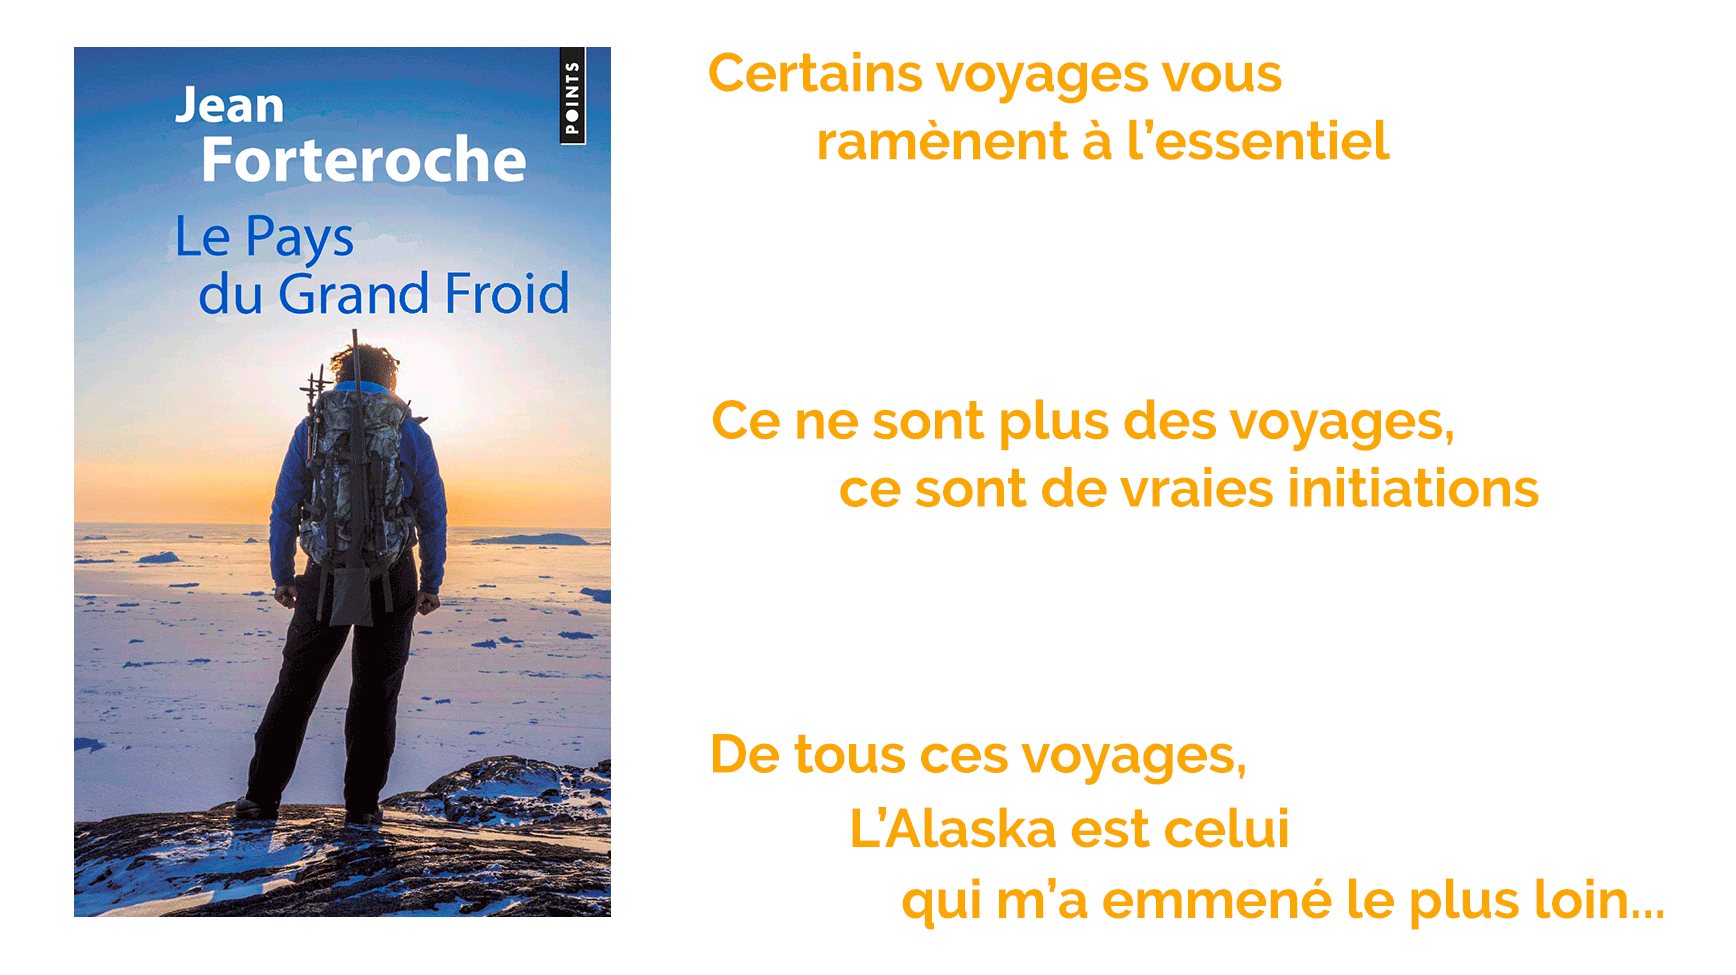 POINTS
Jean
Forteroche
Le Pays
du Grand Froid
Certains voyages vous
ramènent à l’essentiel
Ce ne sont plus des voyages,
ce sont de vraies initiations
De tous ces voyages,
L’Alaska est celui
qui m’a emmené le plus loin...